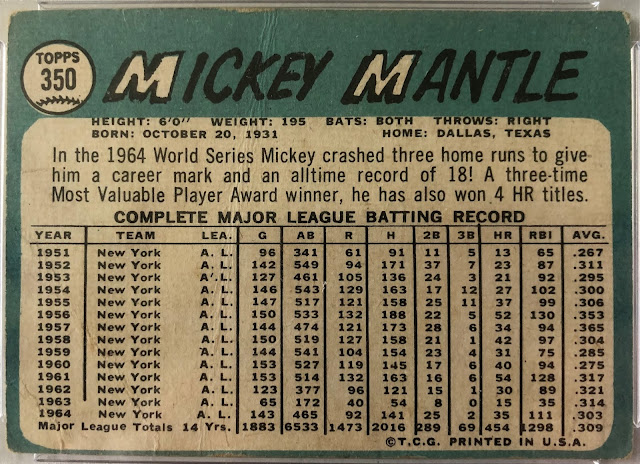 TOPPS
350
MICKEY MANTLE
HEIGHT: 6'0" WEIGHT: 195 BATS: BOTH THROWS: RIGHT
BORN: OCTOBER 20, 1931 HOME: DALLAS, TEXAS
In the 1964 World Series Mickey crashed three home runs to give
him a career mark and an alltime record of 18! A three-time
Most Valuable Player Award winner, he has also won 4 HR titles.
COMPLETE MAJOR LEAGUE BATTING RECORD
YEAR TEAM LEA. G AB R H 2B 3B HR RBI AVG.
1951 New York A. L. 96 341 61 91 11 5 13 65 .267
1952 New York A. L. 142 549 94 171 37 7 23 87 .311
1953 New York A. L. 127 461 105 136 24 3 21 92 .295
1954 New York A. L. 146 543 129 163 17 12 27 102 .300
1955 New York A. L. 147 517 121 158 25 11 37 99 .306
1956 New York A. L. 150 533 132 188 22 5 52 130 .353
1957 New York A. L. 144 474 121 173 28 6 34 94 .365
1958 New York A. L. 150 519 127 158 21 1 42 97 .304
1959 New York A. L. 144 541 104 154 23 4 31 75 .285
1960 New York A. L. 153 527 119 145 17 6 40 94 .275
1961 New York A. L. 153 514 132 163 16 6 54 128 .317
1962 New York A. L. 123 377 96 121 15 1 30 89 .321
1963 New York A. L. 65 172 40 54 8 0 15 35 .314
1964 New York A. L. 143 465 92 141 25 2 35 111 .303
Major League Totals 14 Yrs. 1883 6533 1473 2016 289 69 454 1298 .309
©T.C.G. PRINTED IN U.S.A.